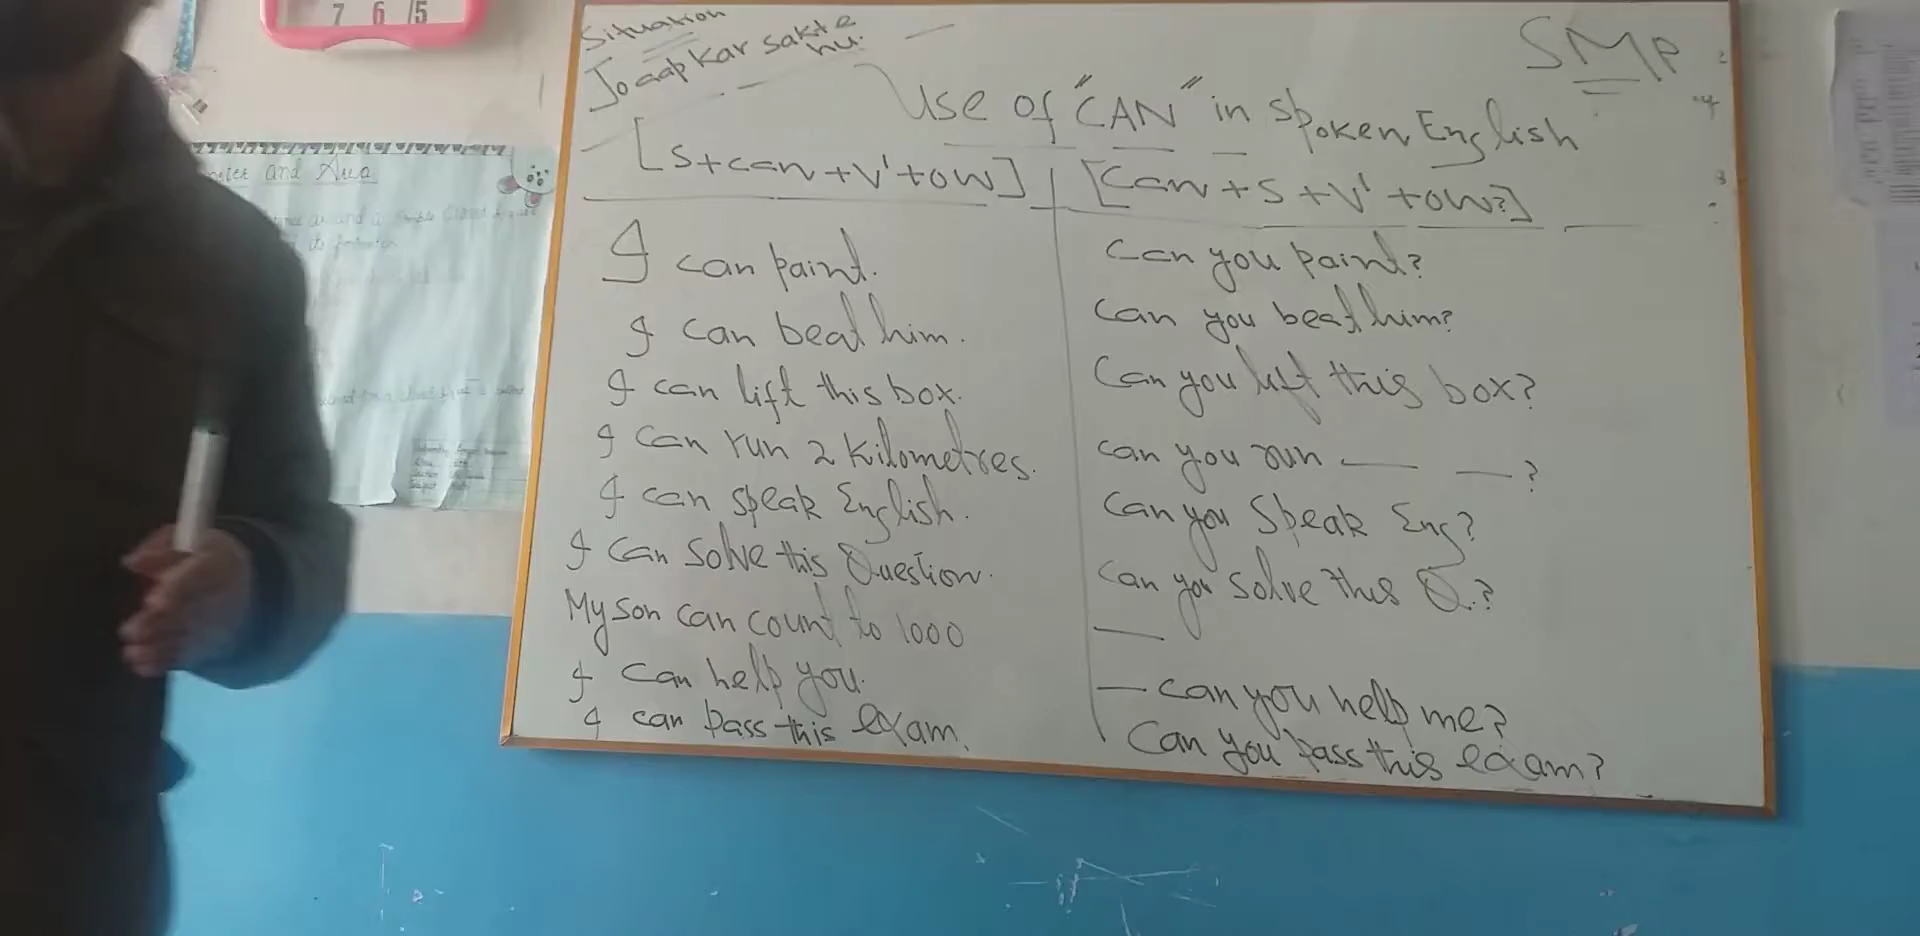 7 6 5
Situation
Jo aap kar sakte
hu.
SMP
Use of "CAN" in spoken English
[S+can+V'+ow] [Can+S+V'+ow?]
and Area
I can paint.
I can beat him.
I can lift this box.
I can run 2 Kilometres.
I can speak English.
I can solve this Question.
My son can count to 1000
I can help you.
I can pass this exam.
Can you paint?
Can you beat him?
Can you lift this box?
can you run — — ?
Can you Speak Eng?
Can you solve this Q.?
—
— can you help me?
Can you pass this exam?